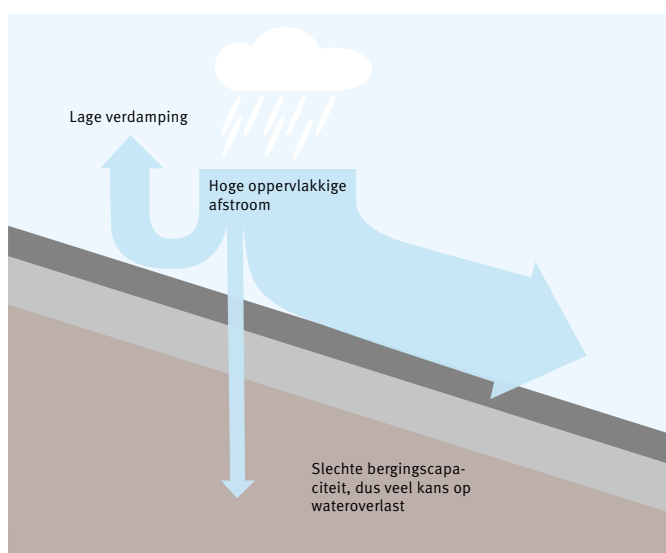 Lage verdamping
Hoge oppervlakkige
afstroom
Slechte bergingscapa-
citeit, dus veel kans op
wateroverlast